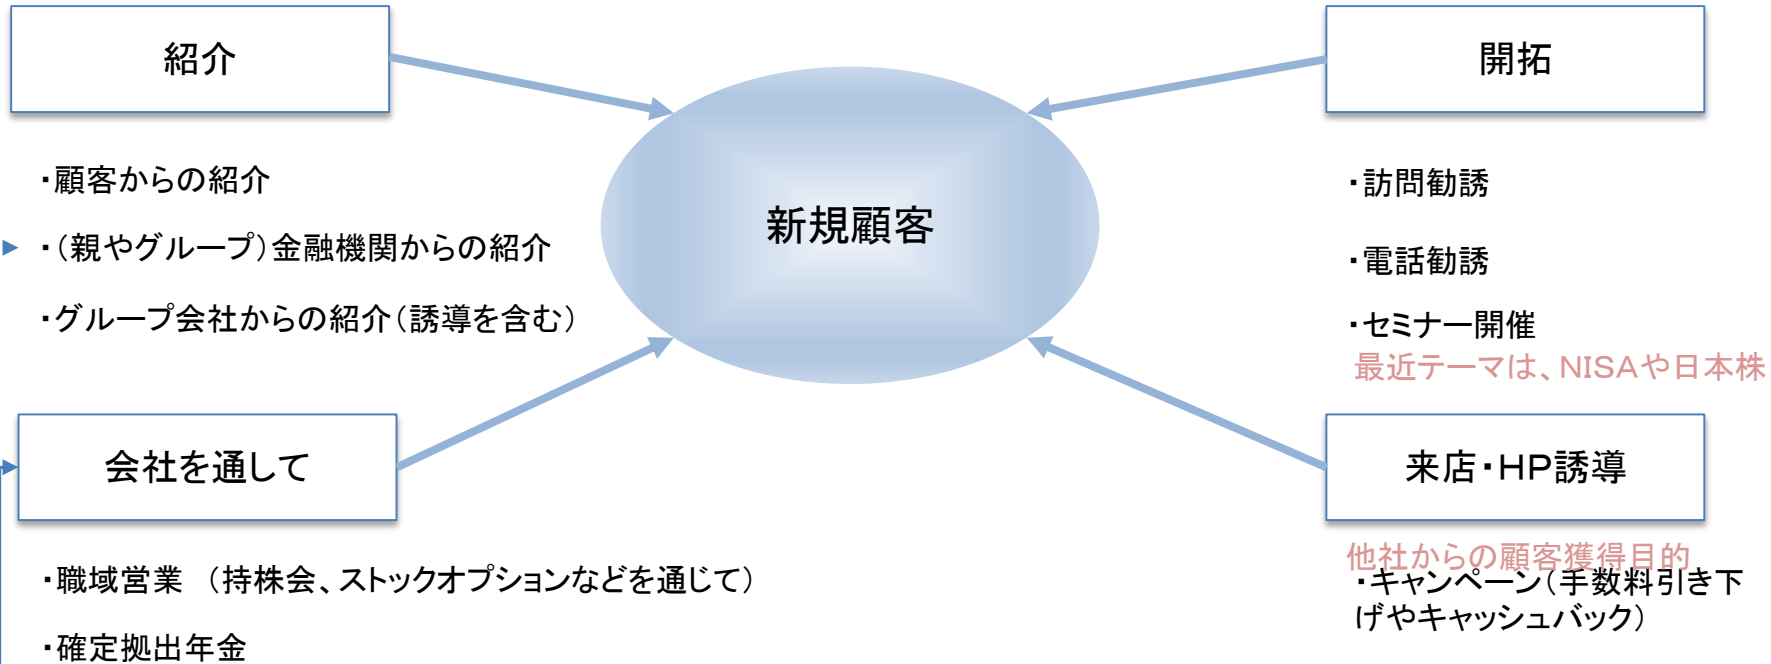 紹介
・顧客からの紹介
・（親やグループ）金融機関からの紹介
・グループ会社からの紹介（誘導を含む）
新規顧客
開拓
・訪問勧誘
・電話勧誘
・セミナー開催
最近テーマは、NISAや日本株
会社を通して
・職域営業　（持株会、ストックオプションなどを通じて）
・確定拠出年金
来店・HP誘導
他社からの顧客獲得目的
・キャンペーン（手数料引き下
げやキャッシュバック）